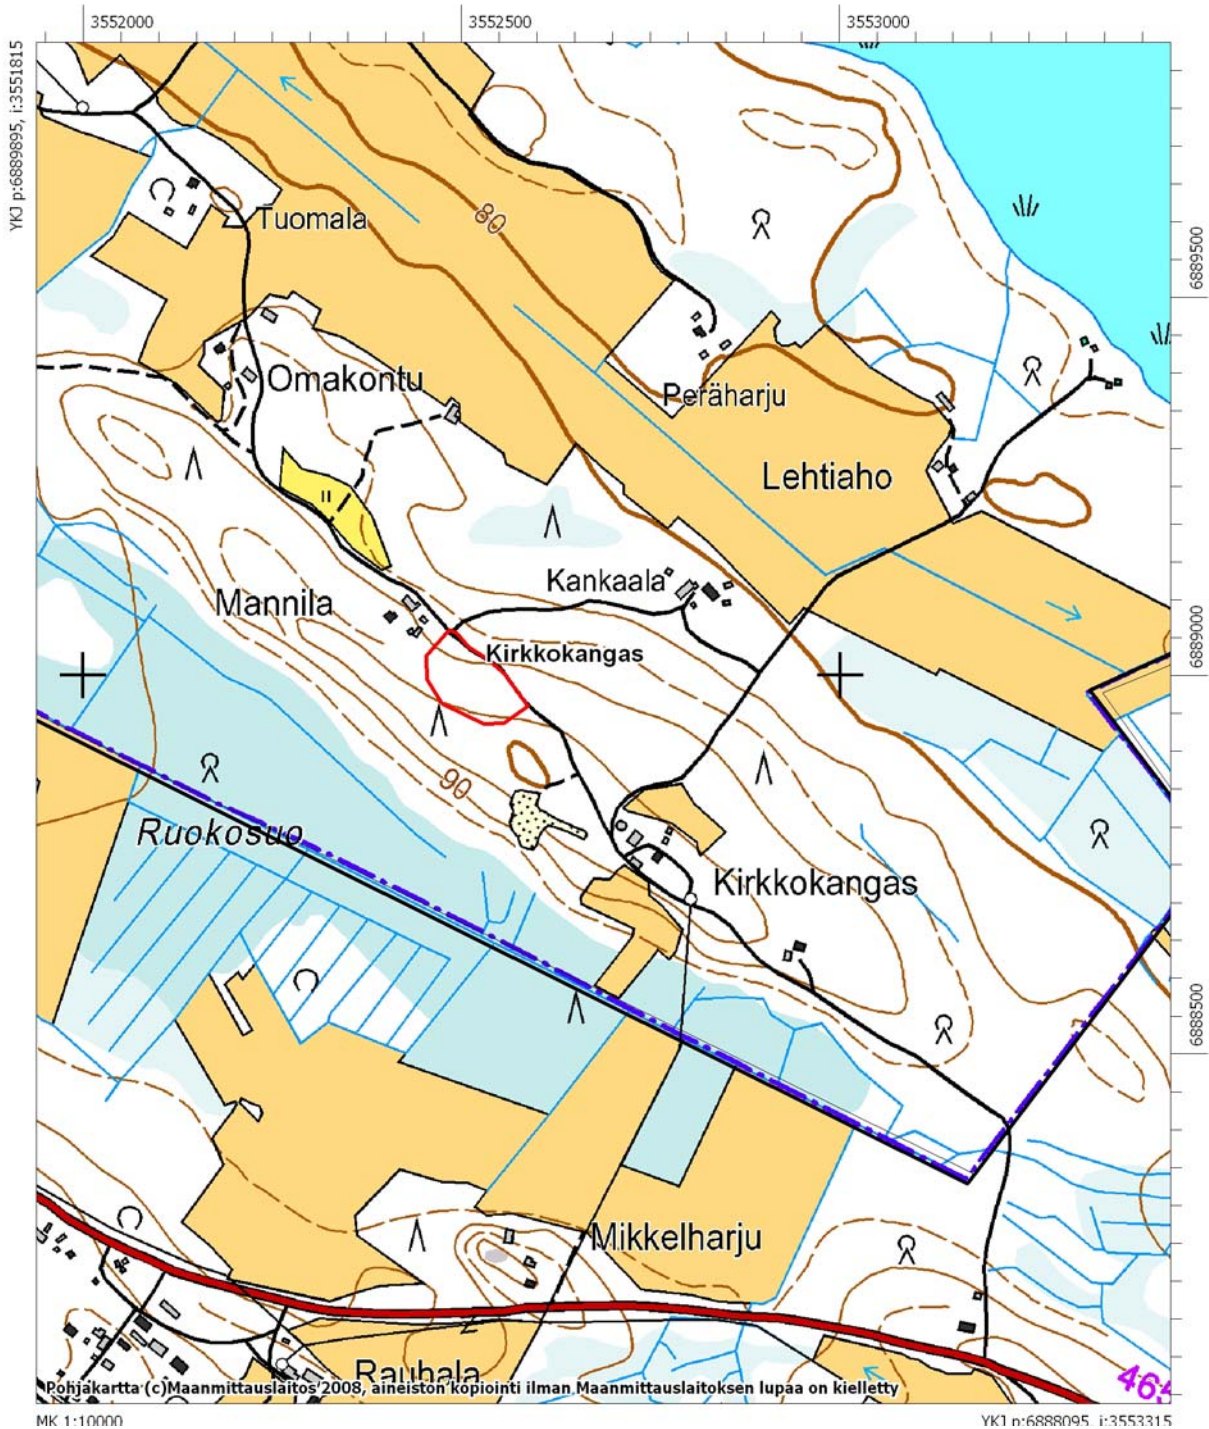 3552000
3552500
3553000
YKJ p:6889895, i:3551815
6889500
6889000
6888500
80
Tuomala
Omakontu
Peräharju
Lehtiaho
Kankaala
Mannila
Kirkkokangas
90
Ruokosuo
Kirkkokangas
Mikkelharju
Rauhala
465
Pohjakartta (c)Maanmittauslaitos 2008, aineiston kopiointi ilman Maanmittauslaitoksen lupaa on kielletty
MK 1:10000
YKJ p:6888095, i:3553315